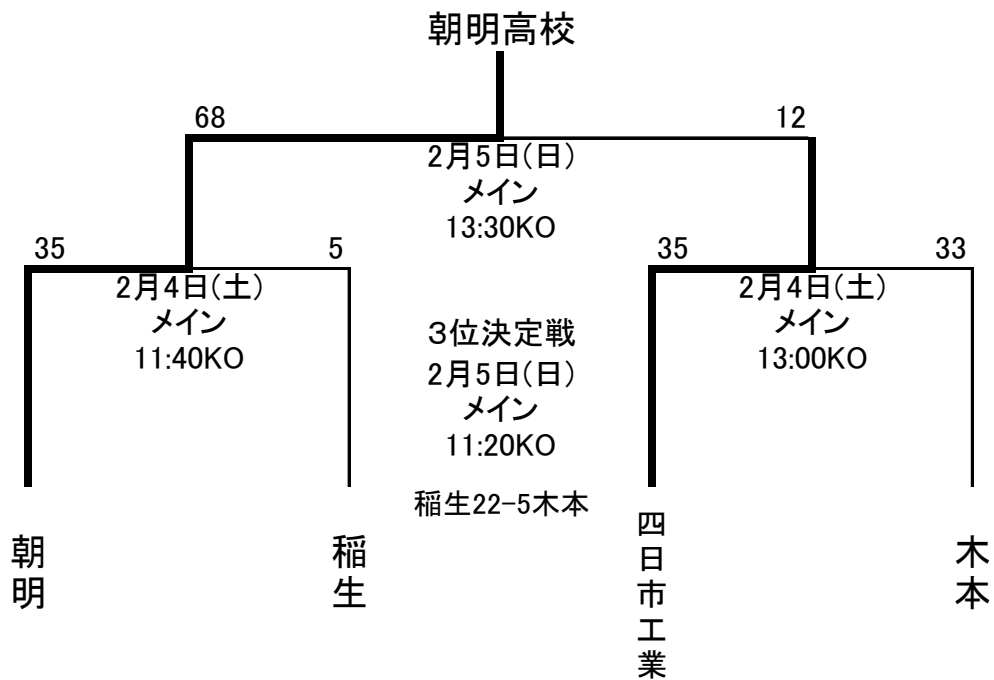 朝明高校
68
12
2月5日(日)
メイン
13:30KO
35
5
35
33
2月4日(土)
メイン
11:40KO
2月4日(土)
メイン
13:00KO
３位決定戦
2月5日(日)
メイン
11:20KO
稲生22-5木本
朝明
稲生
四日市工業
木本